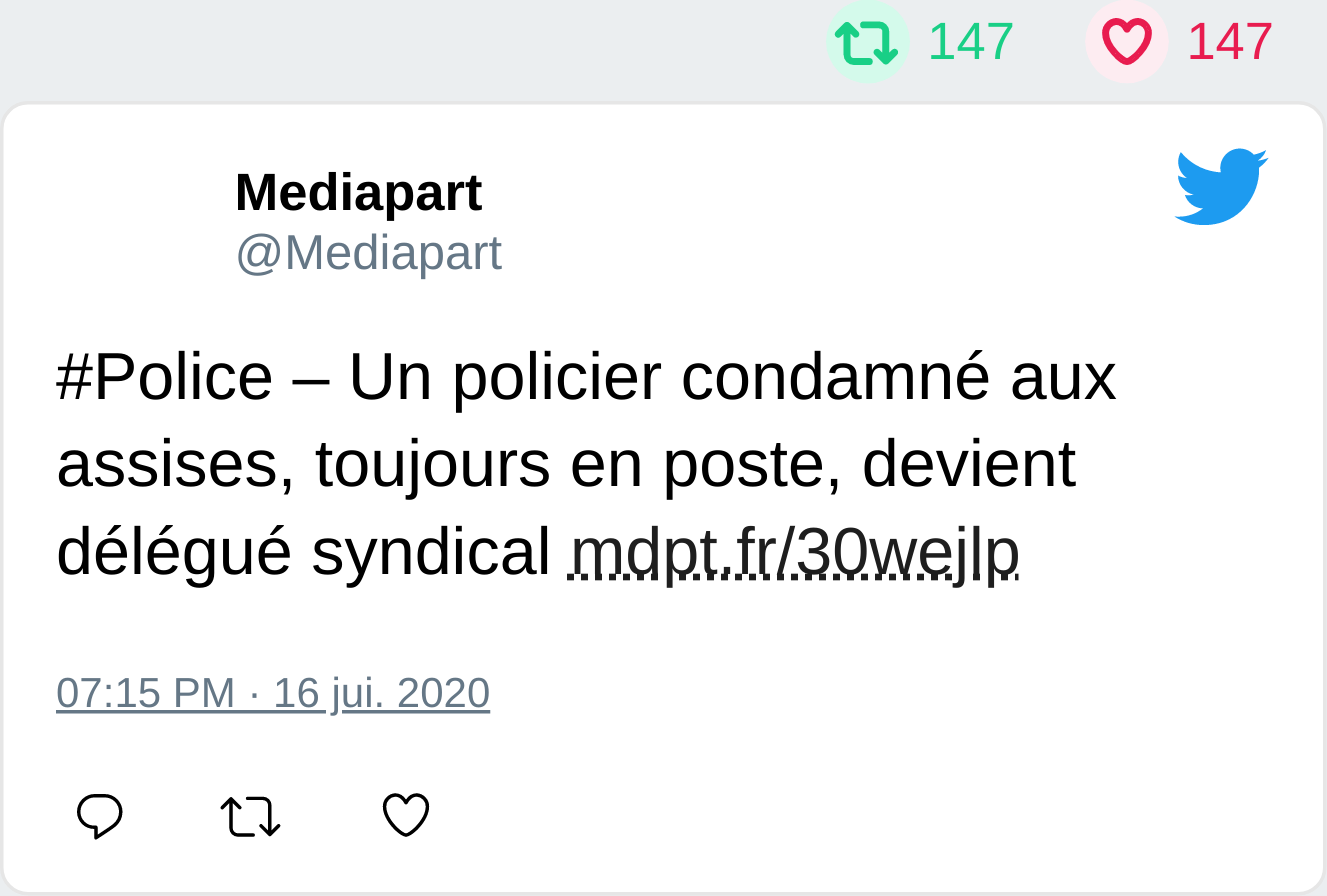 147 147
Mediapart
@Mediapart
#Police – Un policier condamné aux
assises, toujours en poste, devient
délégué syndical mdpt.fr/30wejlp
07:15 PM · 16 jui. 2020